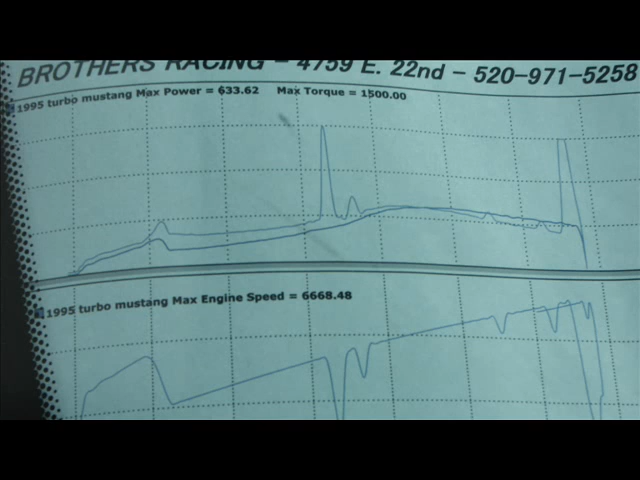 BROTHERS RACING - 4759 E. 22nd - 520-971-5258
1995 turbo mustang Max Power = 633.62 Max Torque = 1500.00
1995 turbo mustang Max Engine Speed = 6668.48